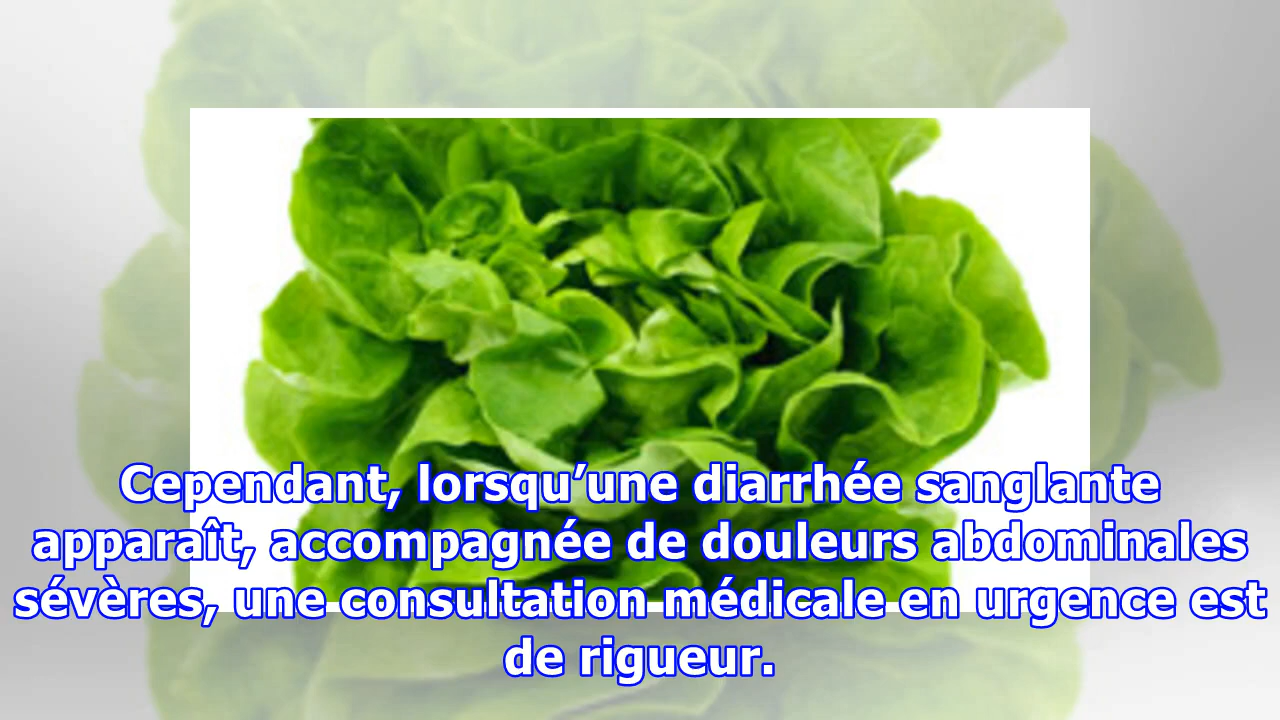 Cependant, lorsqu’une diarrhée sanglante
apparaît, accompagnée de douleurs abdominales
sévères, une consultation médicale en urgence est
de rigueur.